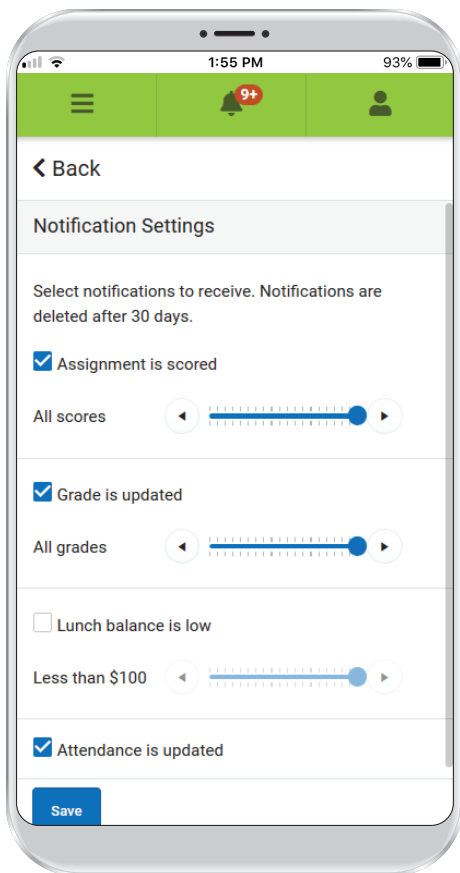 1:55 PM 93%
9+
Back
Notification Settings
Select notifications to receive. Notifications are
deleted after 30 days.
Assignment is scored
All scores
Grade is updated
All grades
Lunch balance is low
Less than $100
Attendance is updated
Save